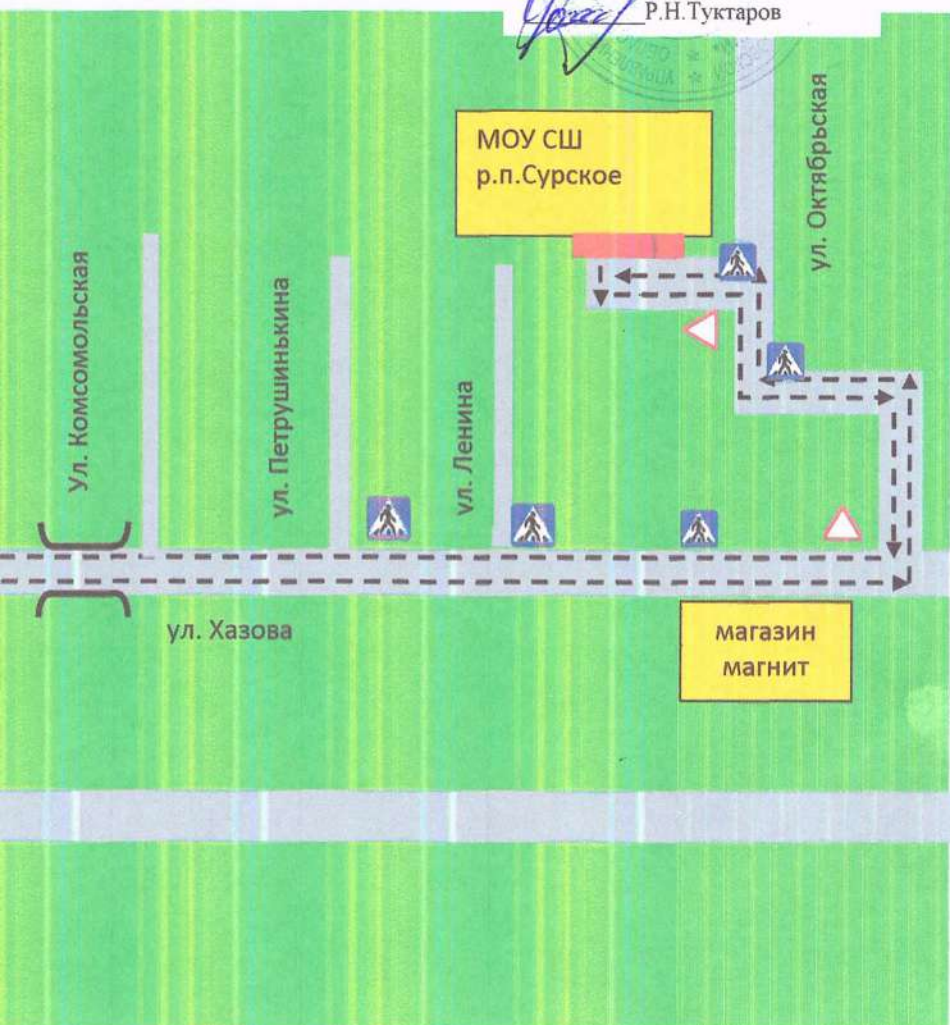 Р.Н.Туктаров
МОУ СШ
р.п.Сурское
ул. Октябрьская
Ул. Комсомольская
ул. Петрушинькина
ул. Ленина
ул. Хазова
магазин
магнит